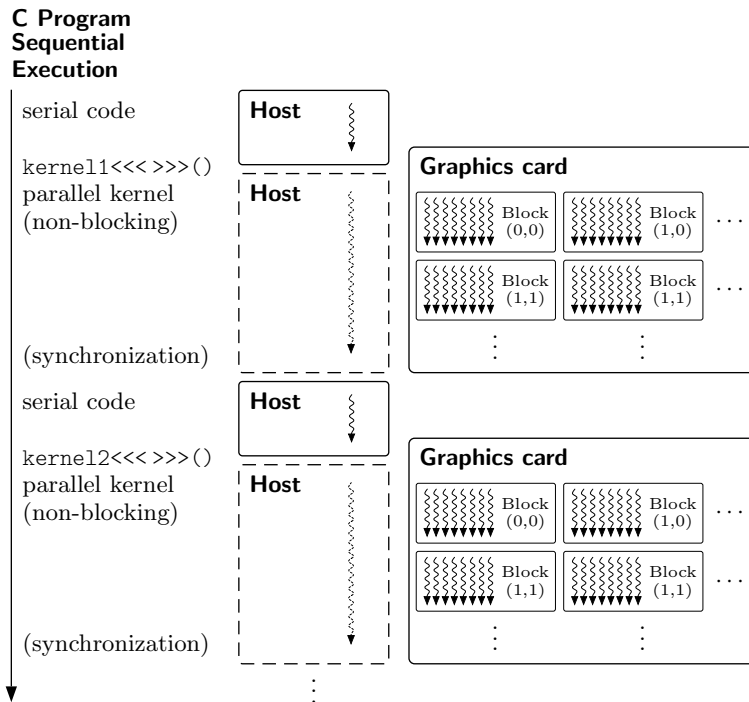 C Program
Sequential
Execution
serial code
Host
kernel1<<< >>>()
parallel kernel
(non-blocking)
Host
Graphics card
Block
(0,0)
Block
(1,0)
...
Block
(1,1)
Block
(1,1)
...
⋮
⋮
(synchronization)
serial code
Host
kernel2<<< >>>()
parallel kernel
(non-blocking)
Host
Graphics card
Block
(0,0)
Block
(1,0)
...
Block
(1,1)
Block
(1,1)
...
⋮
⋮
(synchronization)
⋮